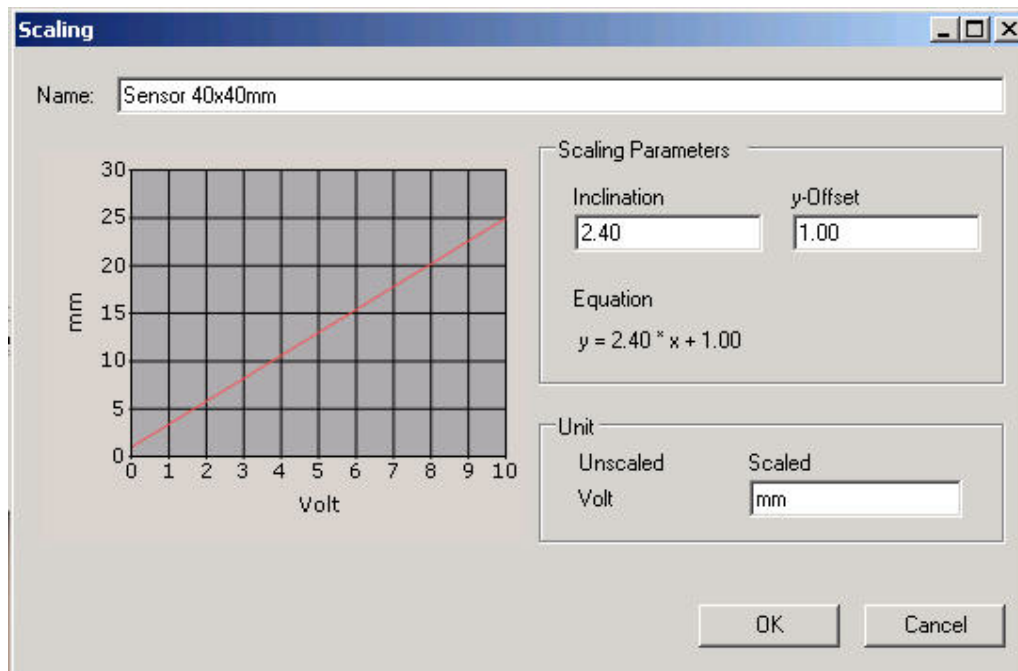 Scaling
Name: Sensor 40x40mm
30
25
20
15
10
5
0
mm
0 1 2 3 4 5 6 7 8 9 10
Volt
Scaling Parameters
Inclination y-Offset
2.40 1.00
Equation
y = 2.40 * x + 1.00
Unit
Unscaled Scaled
Volt mm
OK Cancel